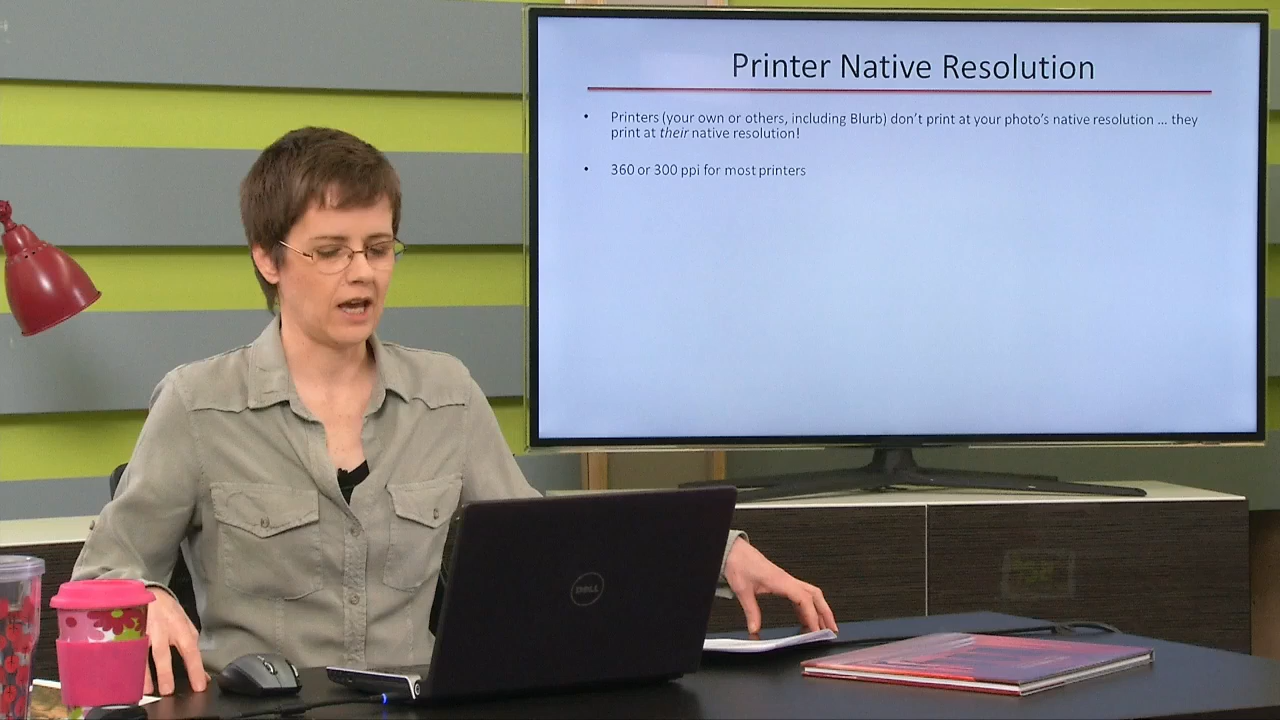 Printer Native Resolution
• Printers (your own or others, including Blurb) don't print at your photo's native resolution ... they
print at their native resolution!
• 360 or 300 ppi for most printers
DELL